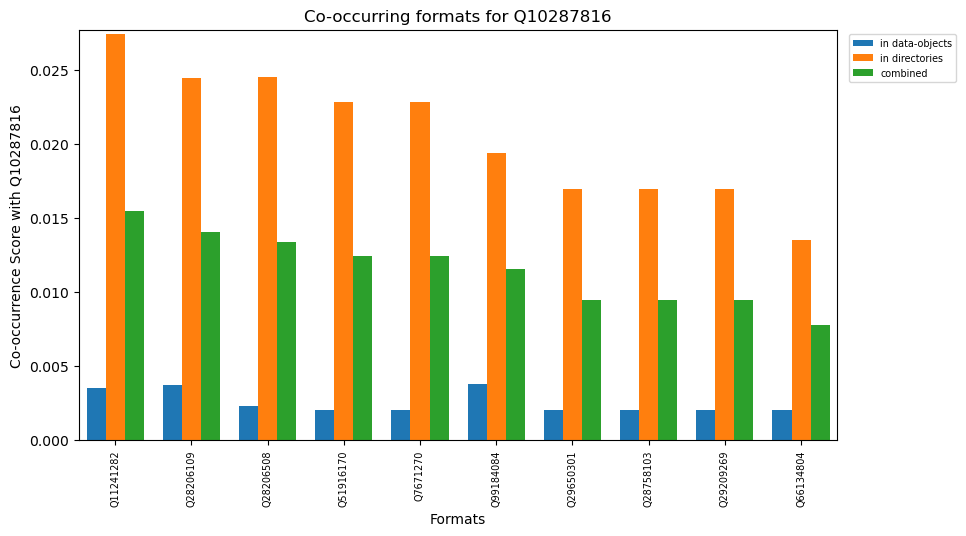 Co-occurring formats for Q10287816
in data-objects
in directories
combined
Co-occurrence Score with Q10287816
0.025
0.020
0.015
0.010
0.005
0.000
Q11241282
Q28206109
Q28206508
Q51916170
Q7671270
Q99184084
Q29650301
Q28758103
Q29209269
Q66134804
Formats